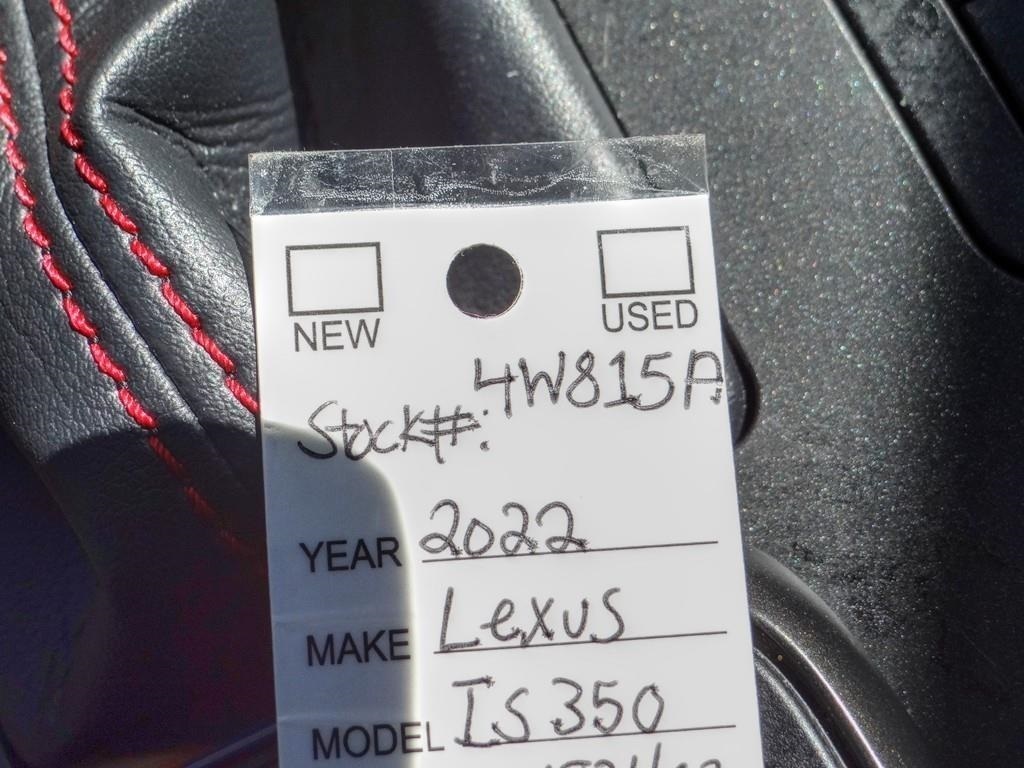 NEW USED
Stock#: 4W815A
YEAR 2022
MAKE Lexus
MODEL IS350